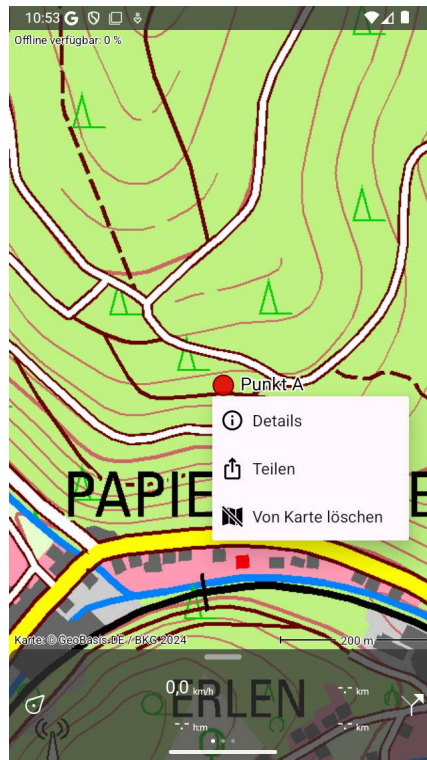 10:53
Offline verfügbar: 0 %
Punkt A
Details
Teilen
Von Karte löschen
PAPIE
E
Karte: © GeoBasis-DE / BKG 2024
200 m
0,0 km/h
-.- km
ERLEN
-:- h:m
-.- km